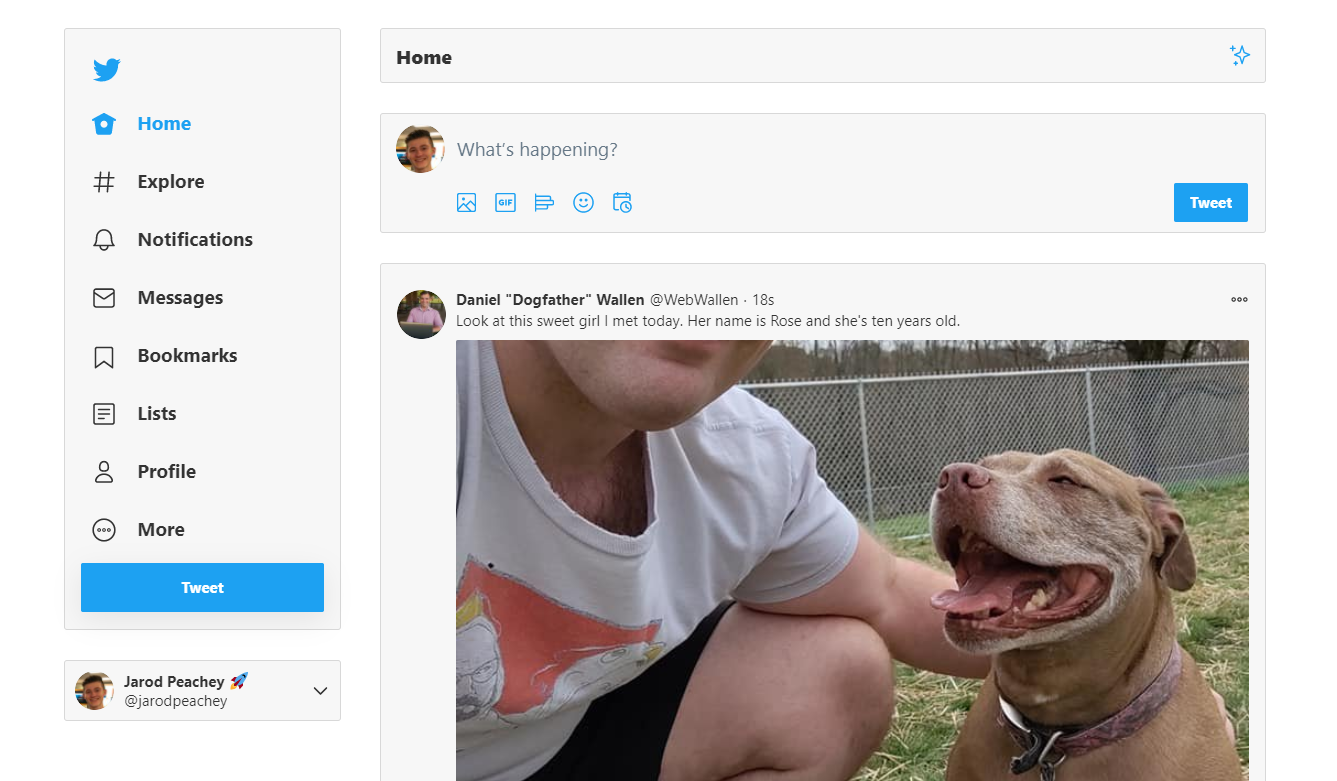 Home
Explore
Notifications
Messages
Bookmarks
Lists
Profile
More
Tweet
Jarod Peachey 🚀
@jarodpeachey
Home
What's happening?
GIF
Tweet
Daniel "Dogfather" Wallen @WebWallen · 18s
Look at this sweet girl I met today. Her name is Rose and she's ten years old.